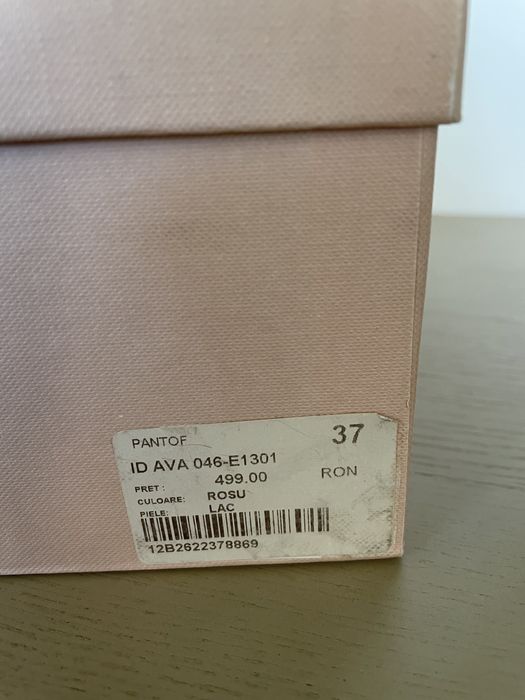 PANTOF 37
ID AVA 046-E1301
PRET : 499.00 RON
CULOARE: ROSU
PIELE: LAC
12B2622378869